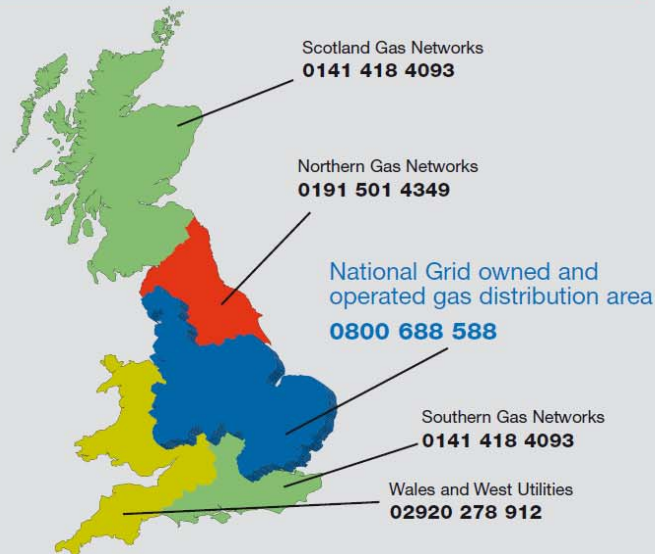 Scotland Gas Networks
0141 418 4093
Northern Gas Networks
0191 501 4349
National Grid owned and
operated gas distribution area
0800 688 588
Southern Gas Networks
0141 418 4093
Wales and West Utilities
02920 278 912